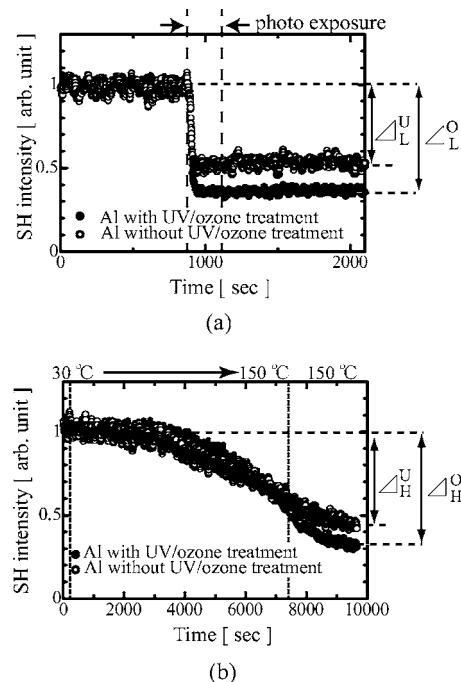 photo exposure
SH intensity [ arb. unit ]
1
0.5
0
Al with UV/ozone treatment
Al without UV/ozone treatment
Δ U L
Δ O L
0
1000
2000
Time [ sec ]
(a)
30 °C
150 °C
150 °C
SH intensity [ arb. unit ]
1
0.5
0
Al with UV/ozone treatment
Al without UV/ozone treatment
Δ U H
Δ O H
0 2000 4000 6000 8000 10000
Time [ sec ]
(b)